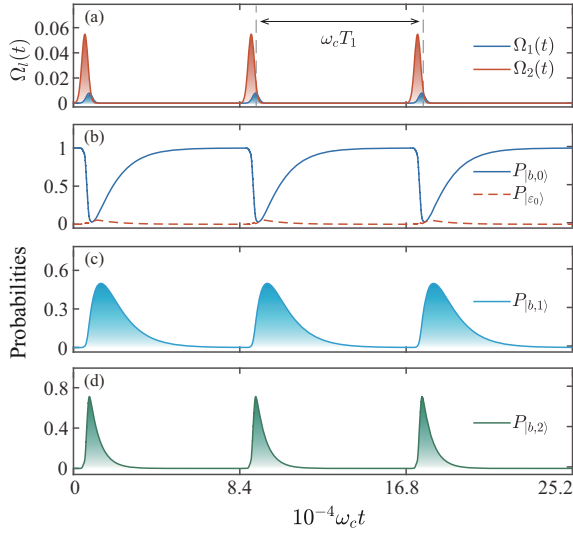 (a)
ω_c T_1
Ω_l(t)
0.06
0.04
0.02
0
Ω_1(t)
Ω_2(t)
(b)
1
0
P_|b,0⟩
P_|ε_0⟩
Probabilities
(c)
0.6
0.3
0
P_|b,1⟩
(d)
0.8
0.4
0
P_|b,2⟩
0 8.4 16.8 25.2
10^{-4}ω_c t